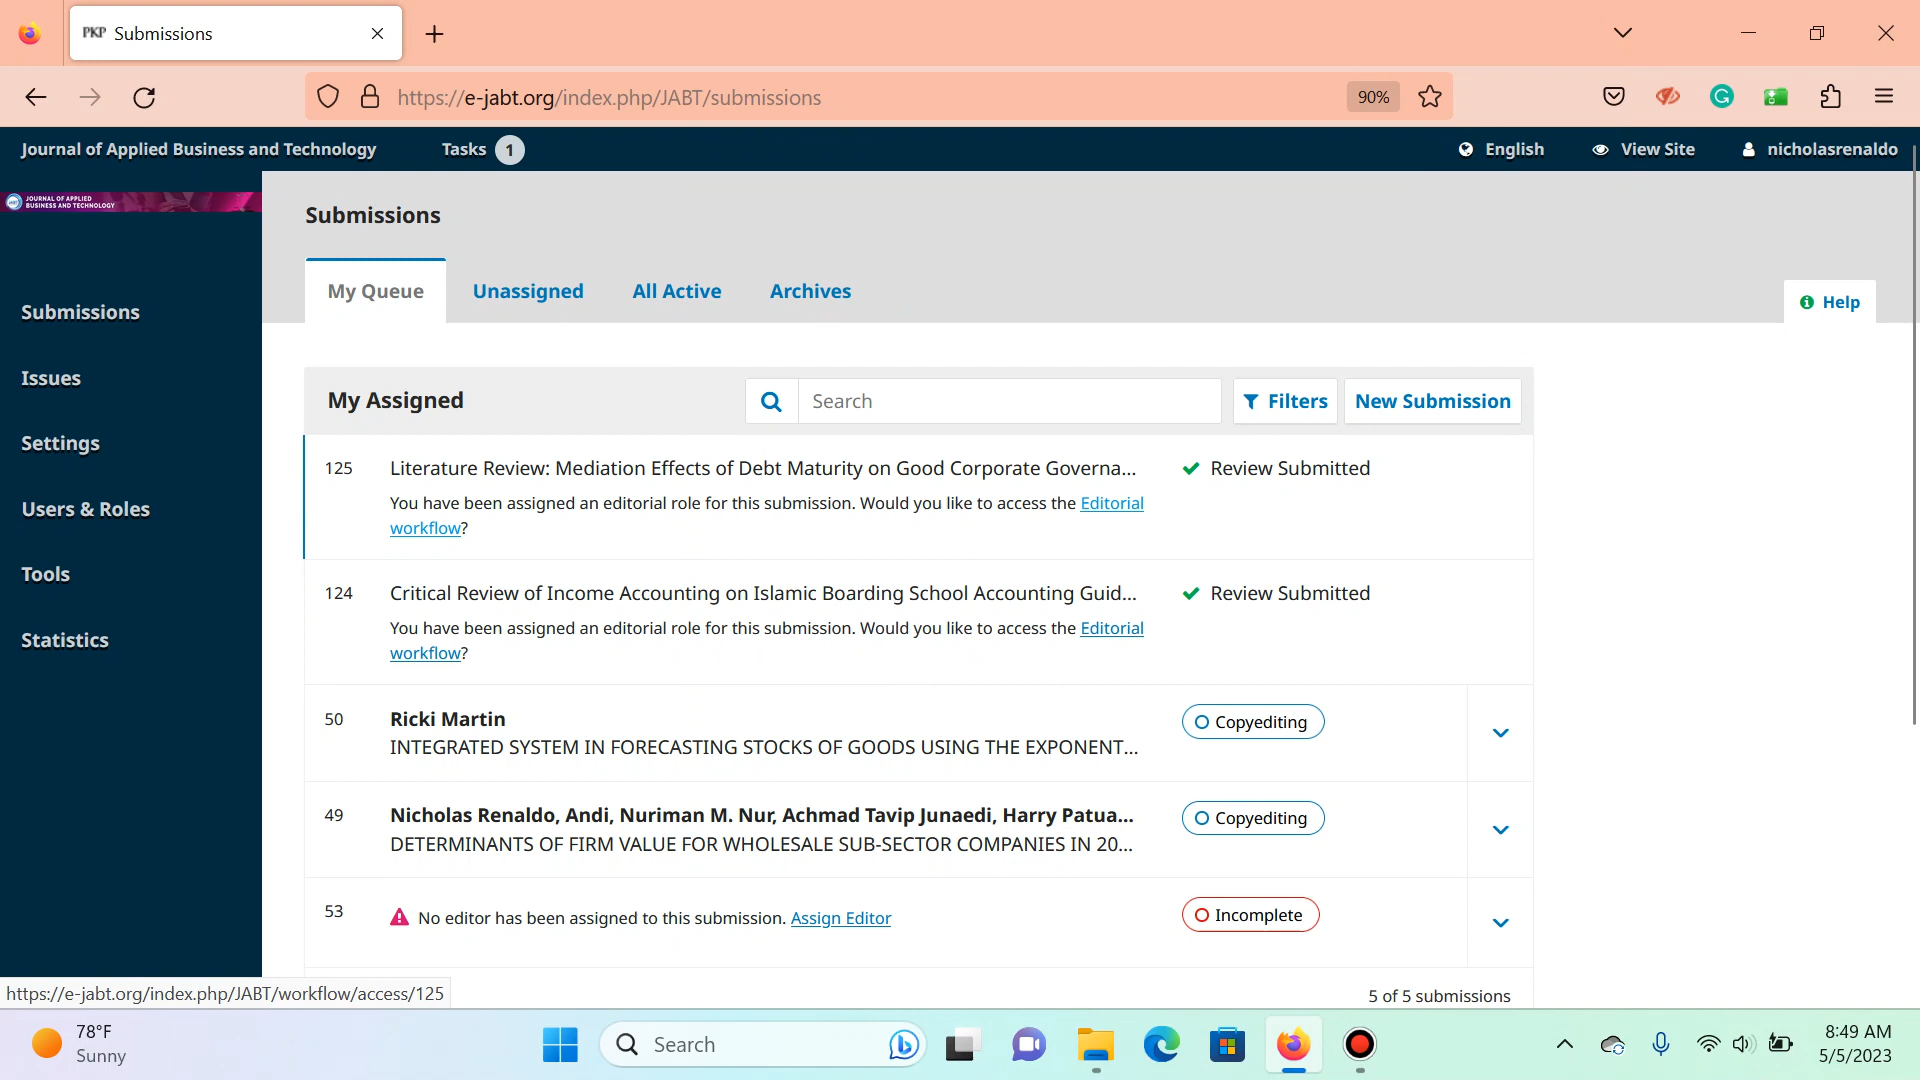 PKP Submissions
https://e-jabt.org/index.php/JABT/submissions
90%
Journal of Applied Business and Technology
Tasks 1
English
View Site
nicholasrenaldo
JOURNAL OF APPLIED
BUSINESS AND TECHNOLOGY
Submissions
My Queue
Unassigned
All Active
Archives
Help
Submissions
Issues
Settings
Users & Roles
Tools
Statistics
My Assigned
Search
Filters
New Submission
125
Literature Review: Mediation Effects of Debt Maturity on Good Corporate Governa...
Review Submitted
You have been assigned an editorial role for this submission. Would you like to access the Editorial
workflow?
124
Critical Review of Income Accounting on Islamic Boarding School Accounting Guid...
Review Submitted
You have been assigned an editorial role for this submission. Would you like to access the Editorial
workflow?
50
Ricki Martin
INTEGRATED SYSTEM IN FORECASTING STOCKS OF GOODS USING THE EXPONENT...
Copyediting
49
Nicholas Renaldo, Andi, Nuriman M. Nur, Achmad Tavip Junaedi, Harry Patua...
DETERMINANTS OF FIRM VALUE FOR WHOLESALE SUB-SECTOR COMPANIES IN 20...
Copyediting
53
No editor has been assigned to this submission. Assign Editor
Incomplete
5 of 5 submissions
https://e-jabt.org/index.php/JABT/workflow/access/125
78°F
Sunny
Search
8:49 AM
5/5/2023